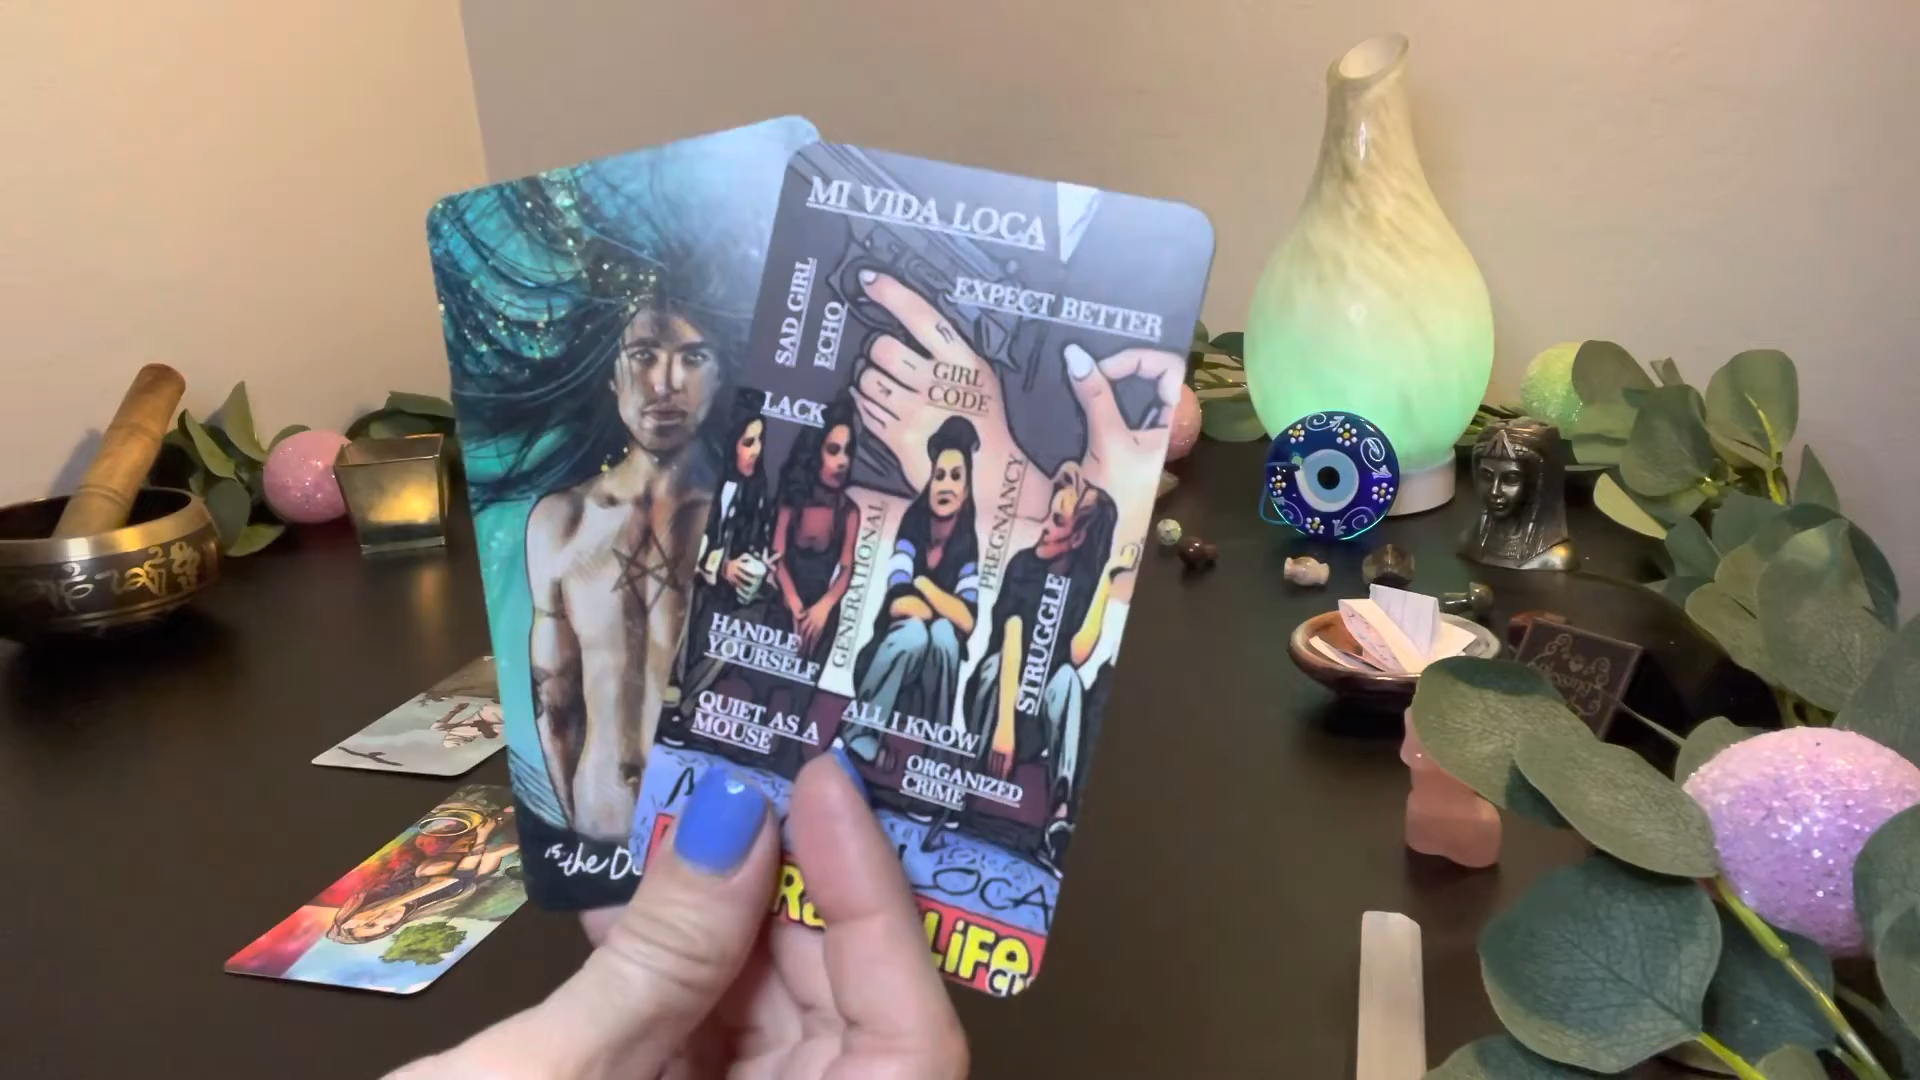 MI VIDA LOCA
EXPECT BETTER
SAD GIRL
ECHO
GIRL
CODE
LACK
GENERATIONAL
PREGNANCY
STRUGGLE
HANDLE
YOURSELF
QUIET AS A
MOUSE
ALL I KNOW
ORGANIZED
CRIME
15 the
LOCA
LiFe